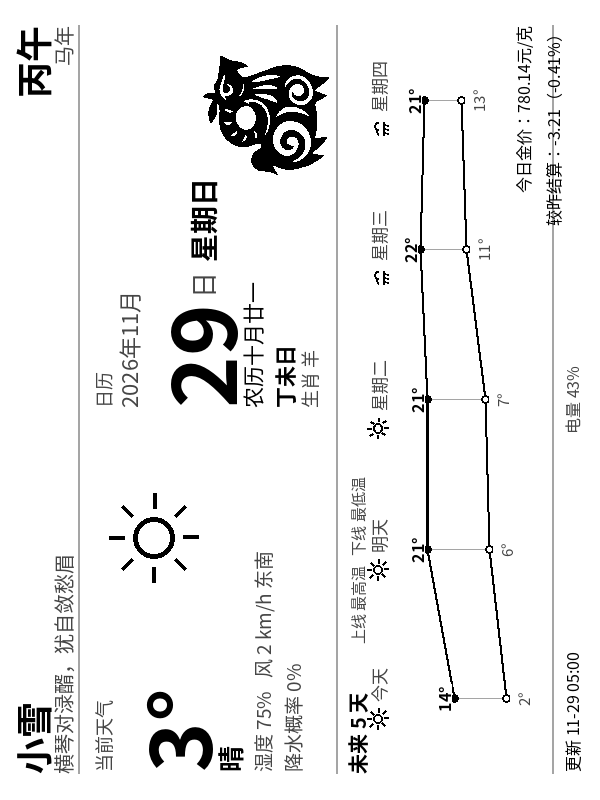 小雪
横琴对渌醑，犹自敛愁眉
丙午
马年
当前天气
3°
晴
湿度 75%  风 2 km/h 东南
降水概率 0%
日历
2026年11月
29 日 星期日
农历十月廿一
丁未日
生肖 羊
未来 5 天
上线 最高温  下线 最低温
今天
明天
星期二
星期三
星期四
14°
21°
21°
22°
21°
2°
6°
7°
11°
13°
今日金价：780.14元/克
较昨结算：-3.21（-0.41%）
更新 11-29 05:00
电量 43%